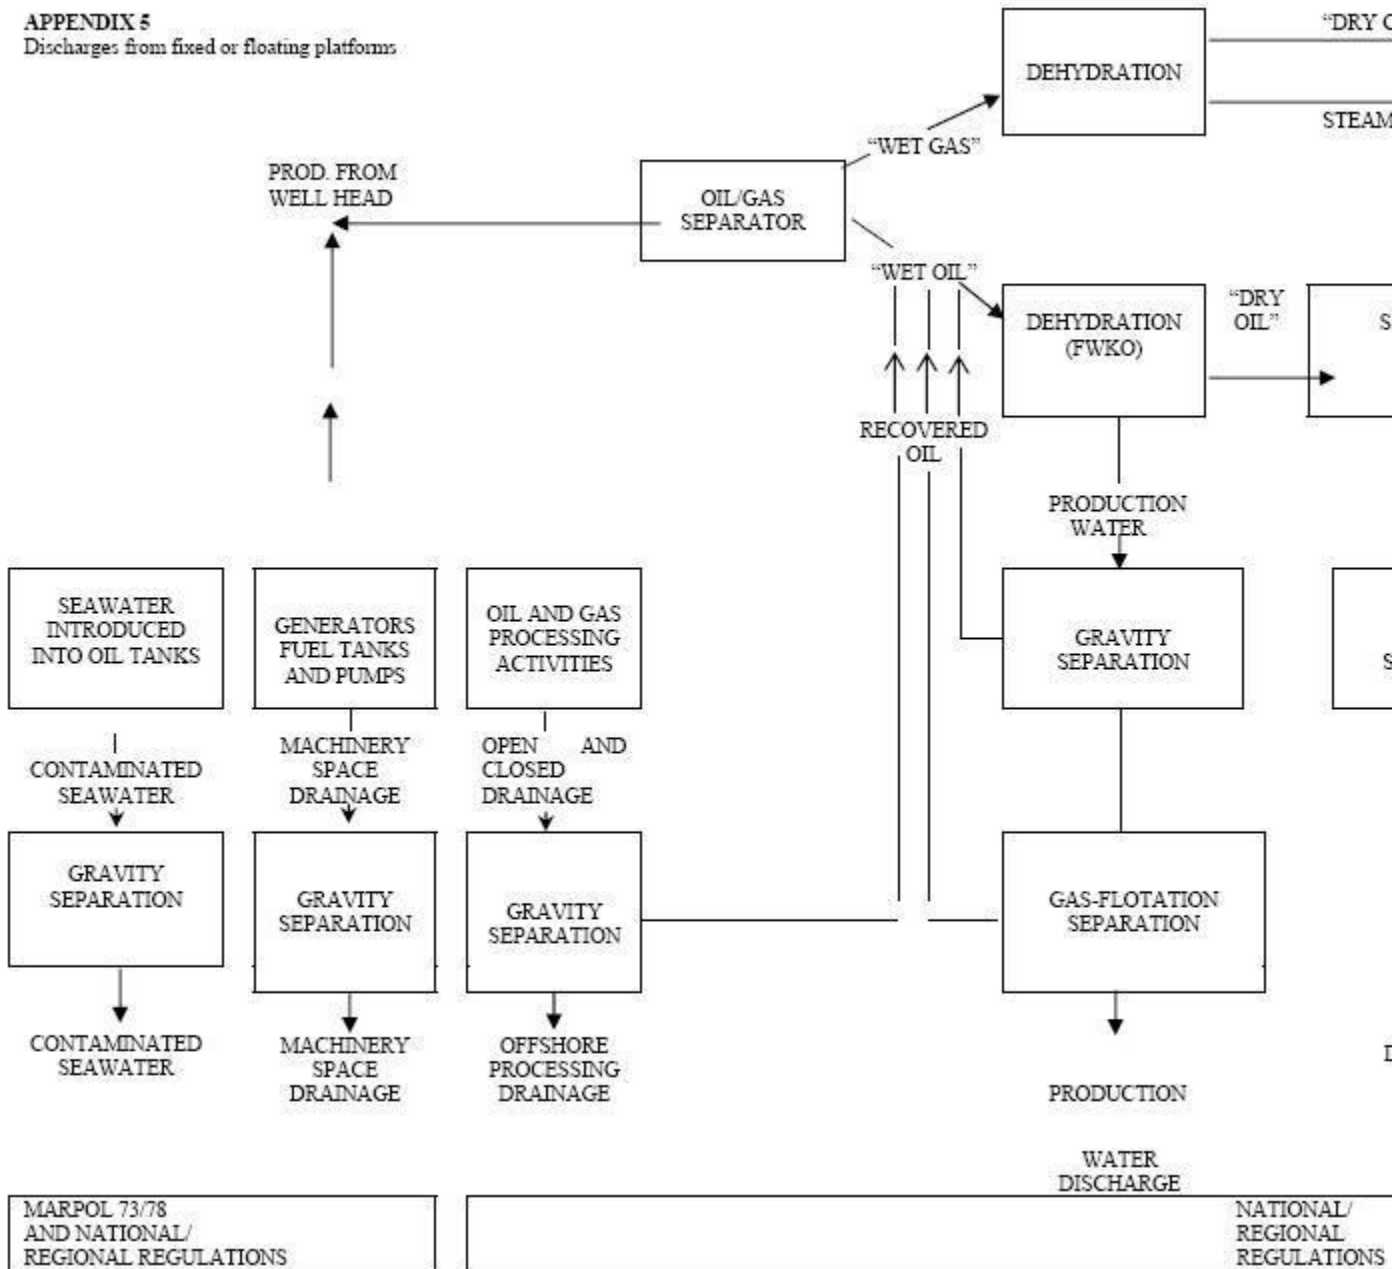 APPENDIX 5
Discharges from fixed or floating platforms
“DRY
DEHYDRATION
STEAM
“WET GAS”
PROD. FROM
WELL HEAD
OIL/GAS
SEPARATOR
“WET OIL”
“DRY
OIL”
DEHYDRATION
(FWKO)
RECOVERED
OIL
PRODUCTION
WATER
SEAWATER
INTRODUCED
INTO OIL TANKS
GENERATORS
FUEL TANKS
AND PUMPS
OIL AND GAS
PROCESSING
ACTIVITIES
GRAVITY
SEPARATION
CONTAMINATED
SEAWATER
MACHINERY
SPACE
DRAINAGE
OPEN AND
CLOSED
DRAINAGE
GRAVITY
SEPARATION
GRAVITY
SEPARATION
GRAVITY
SEPARATION
GAS-FLOTATION
SEPARATION
CONTAMINATED
SEAWATER
MACHINERY
SPACE
DRAINAGE
OFFSHORE
PROCESSING
DRAINAGE
PRODUCTION
WATER
DISCHARGE
MARPOL 73/78
AND NATIONAL/
REGIONAL REGULATIONS
NATIONAL/
REGIONAL
REGULATIONS